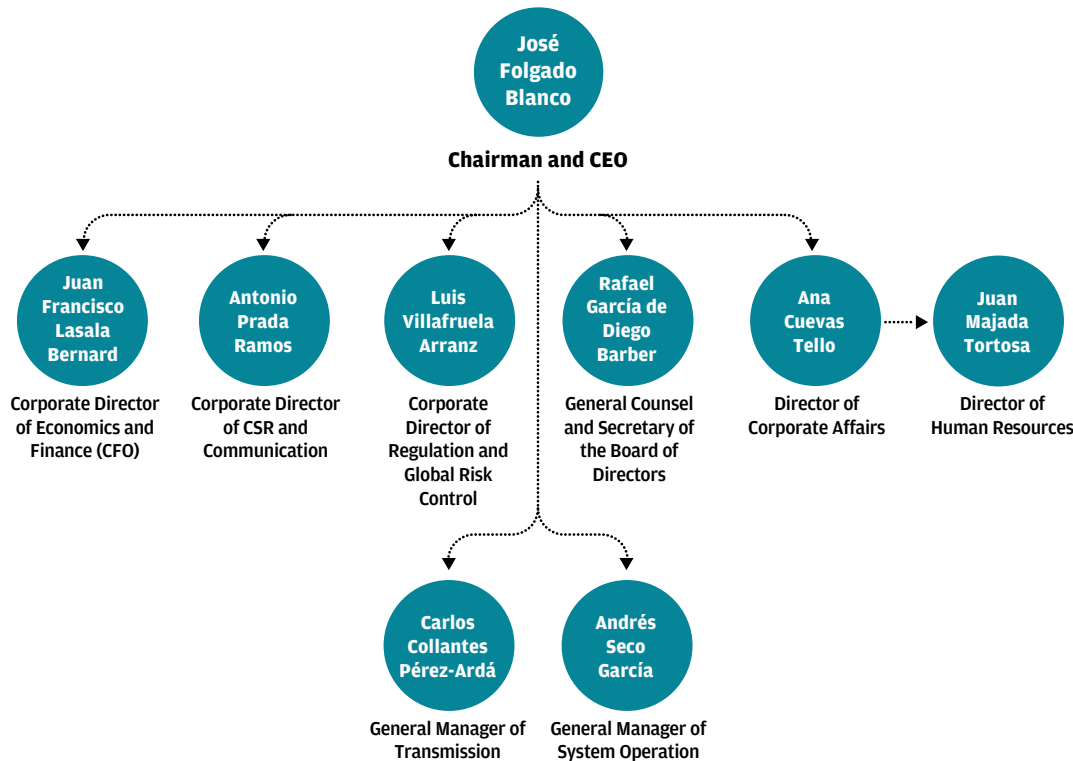 José
Folgado
Blanco
Chairman and CEO
Juan
Francisco
Lasala
Bernard
Corporate Director
of Economics and
Finance (CFO)
Antonio
Prada
Ramos
Corporate Director
of CSR and
Communication
Luis
Villafruela
Arranz
Corporate
Director of
Regulation and
Global Risk
Control
Rafael
García de
Diego
Barber
General Counsel
and Secretary of
the Board of
Directors
Ana
Cuevas
Tello
Director of
Corporate Affairs
Juan
Majada
Tortosa
Director of
Human Resources
Carlos
Collantes
Pérez-Ardá
General Manager of
Transmission
Andrés
Seco
García
General Manager of
System Operation